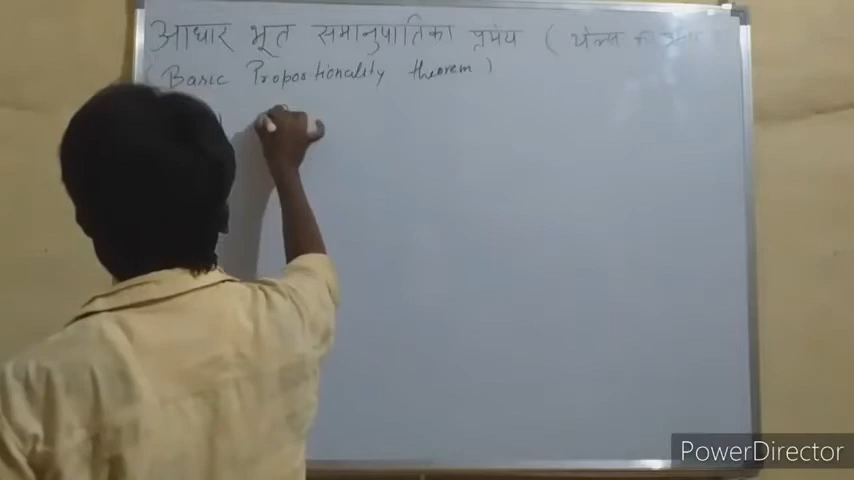 आधार भूत समानुपातिका प्रमेय ( थेल्स
( Basic Proportionality theorem )
PowerDirector